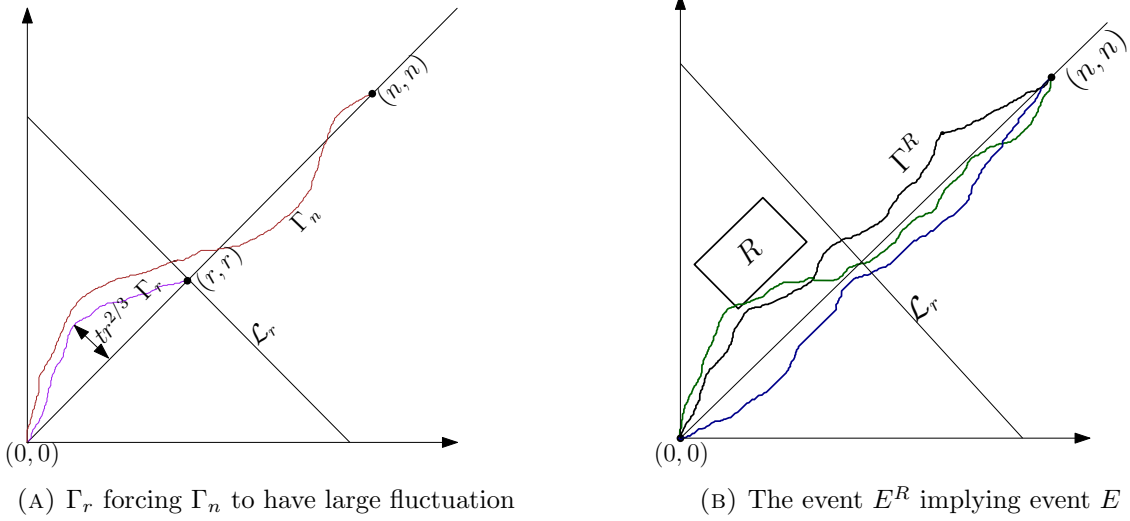 (n, n)
Γ_n
(r, r)
Γ_r
tr^{2/3}
ℒ_r
(0, 0)
(A) Γ_r forcing Γ_n to have large fluctuation
(n, n)
Γ^R
R
ℒ_r
(0, 0)
(B) The event E^R implying event E